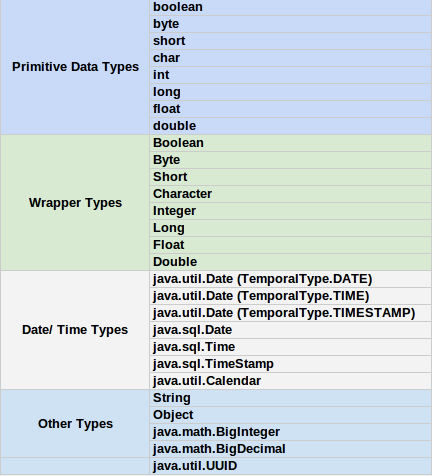 Primitive Data Types
boolean
byte
short
char
int
long
float
double
Wrapper Types
Boolean
Byte
Short
Character
Integer
Long
Float
Double
Date/ Time Types
java.util.Date (TemporalType.DATE)
java.util.Date (TemporalType.TIME)
java.util.Date (TemporalType.TIMESTAMP)
java.sql.Date
java.sql.Time
java.sql.TimeStamp
java.util.Calendar
Other Types
String
Object
java.math.BigInteger
java.math.BigDecimal
java.util.UUID